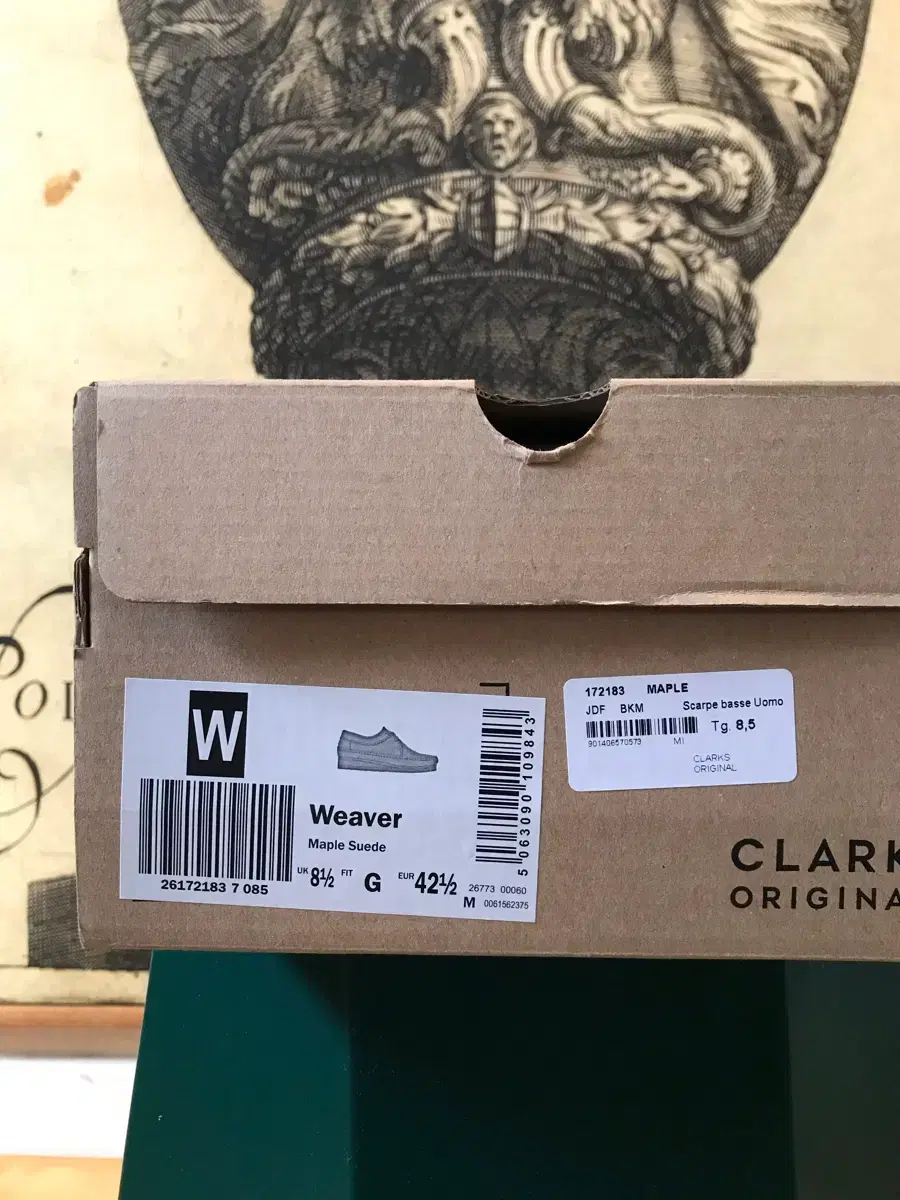 W
Weaver
Maple Suede
UK 8½ FIT G EUR 42½
26172183 7 085
5 063090 109843
26773 00060
M 0061562375
172183 MAPLE
JDF BKM Scarpe basse Uomo
Tg. 8,5
901406570573 MI
CLARKS
ORIGINAL
CLARK
ORIGINA